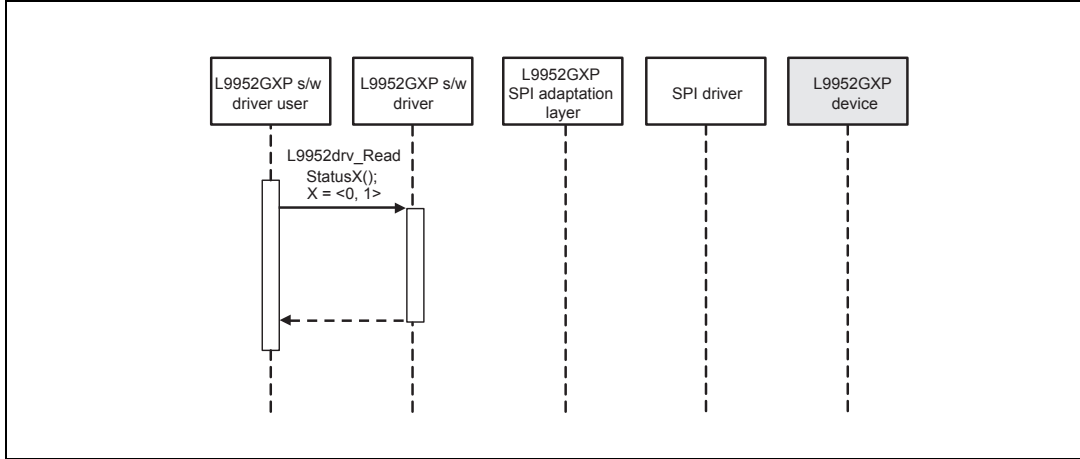 L9952GXP s/w
driver user
L9952GXP s/w
driver
L9952GXP
SPI adaptation
layer
SPI driver
L9952GXP
device
L9952drv_Read
StatusX();
X = <0, 1>